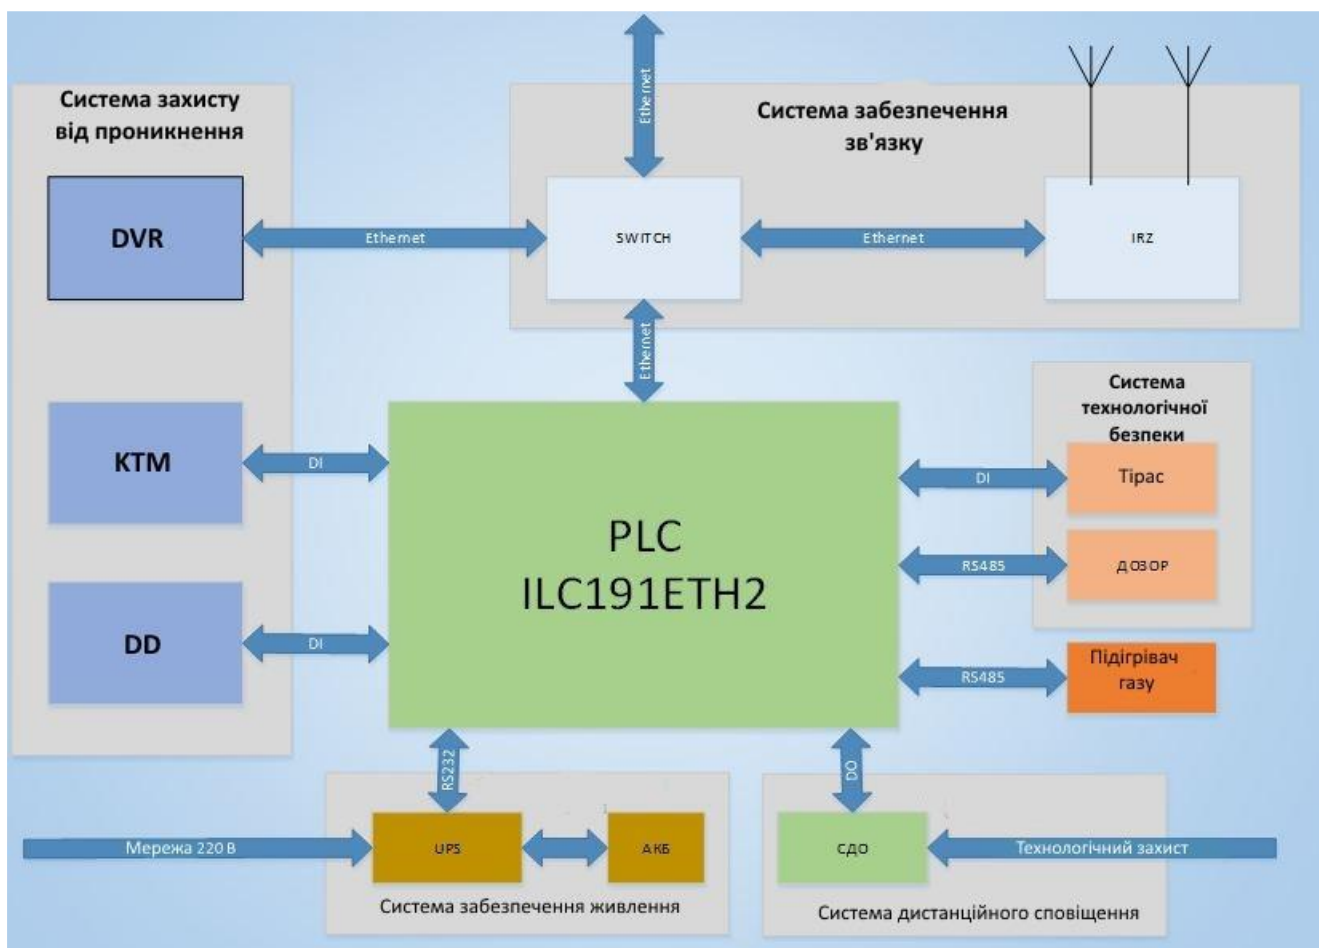 Ethernet
Система захисту
від проникнення
Система забезпечення
зв'язку
DVR
Ethernet
SWITCH
Ethernet
IRZ
Ethernet
Система
технологічної
безпеки
KTM
DI
PLC
ILC191ETH2
DI
Тірас
RS485
ДОЗОР
DD
DI
RS485
Підігрівач
газу
RS232
DO
Мережа 220 В
UPS
АКБ
СДО
Технологічний захист
Система забезпечення живлення
Система дистанційного сповіщення